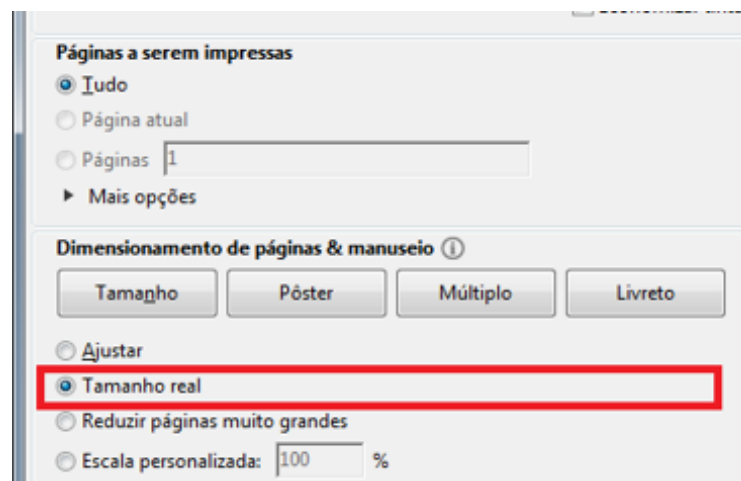 Páginas a serem impressas
Tudo
Página atual
Páginas 1
Mais opções
Dimensionamento de páginas & manuseio
Tamanho Pôster Múltiplo Livreto
Ajustar
Tamanho real
Reduzir páginas muito grandes
Escala personalizada: 100 %